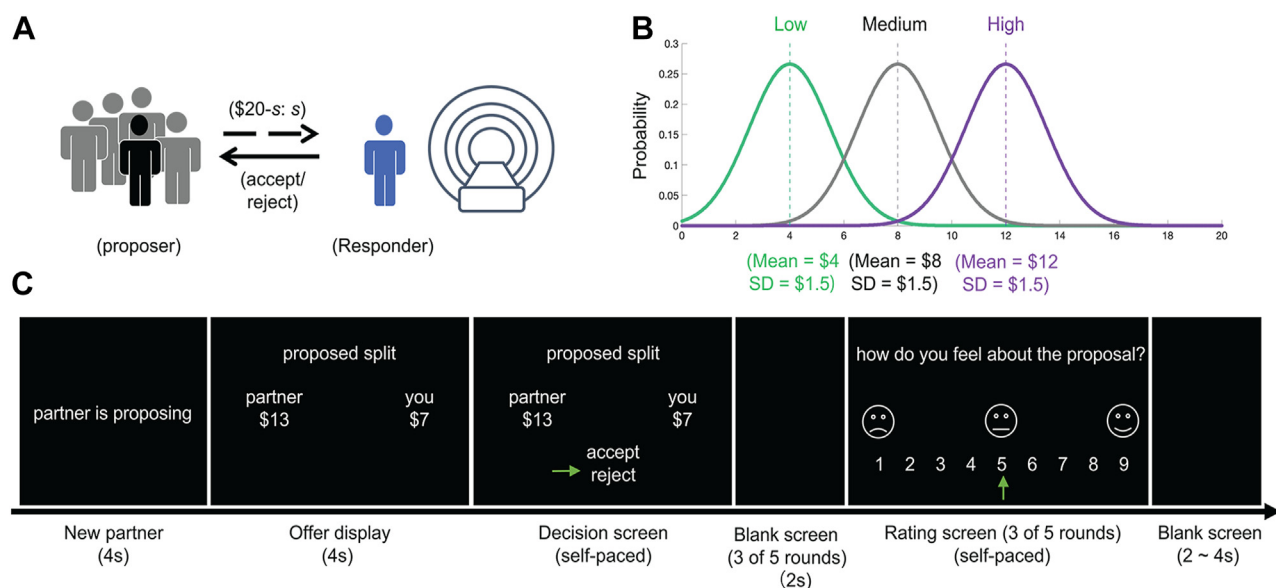 A
($20-s: s)
(accept/
reject)
(proposer)
(Responder)
B
Low
Medium
High
Probability
0.3
0.25
0.2
0.15
0.1
0.05
0
0
2
4
6
8
10
12
14
16
18
20
(Mean = $4
SD = $1.5)
(Mean = $8
SD = $1.5)
(Mean = $12
SD = $1.5)
C
partner is proposing
proposed split
partner
you
$13
$7
proposed split
partner
you
$13
$7
accept
reject
how do you feel about the proposal?
1 2 3 4 5 6 7 8 9
New partner
(4s)
Offer display
(4s)
Decision screen
(self-paced)
Blank screen
(3 of 5 rounds)
(2s)
Rating screen (3 of 5 rounds)
(self-paced)
Blank screen
(2 ~ 4s)